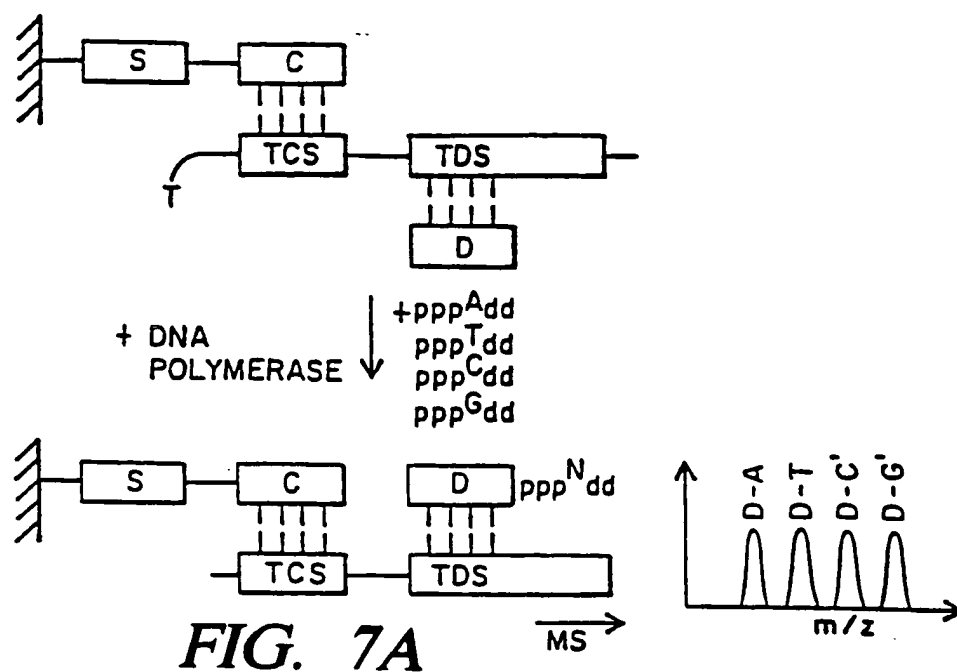 S
C
TCS
TDS
T
D
+ DNA POLYMERASE
+pppAdd
pppTdd
pppCdd
pppGdd
S
C
D
pppNdd
TCS
TDS
MS
D-A
D-T
D-C'
D-G'
m/z
FIG. 7A